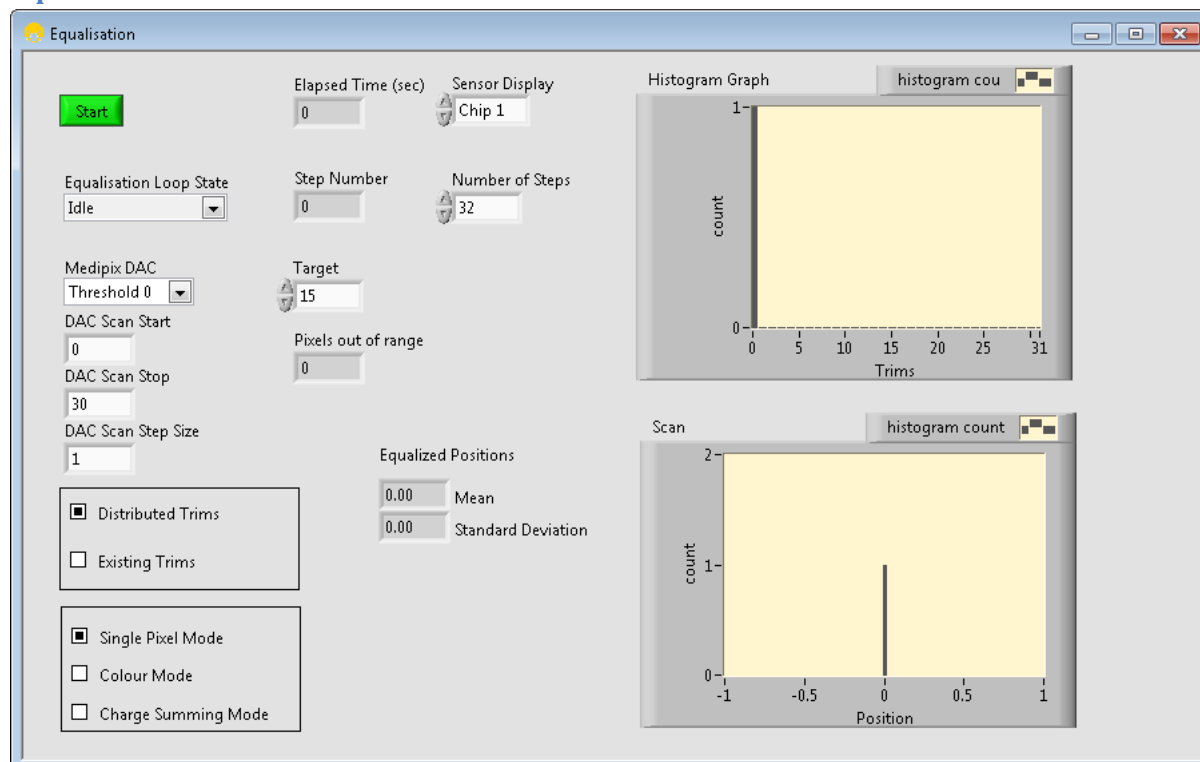 Equalisation
Start
Elapsed Time (sec)
0
Sensor Display
Chip 1
Equalisation Loop State
Idle
Step Number
0
Number of Steps
32
Medipix DAC
Threshold 0
Target
15
DAC Scan Start
0
Pixels out of range
0
DAC Scan Stop
30
DAC Scan Step Size
1
Equalized Positions
0.00 Mean
0.00 Standard Deviation
Distributed Trims
Existing Trims
Single Pixel Mode
Colour Mode
Charge Summing Mode
Histogram Graph
histogram cou
1
count
0
0 5 10 15 20 25 31
Trims
Scan
histogram count
2
count
1
0
-1 -0.5 0 0.5 1
Position